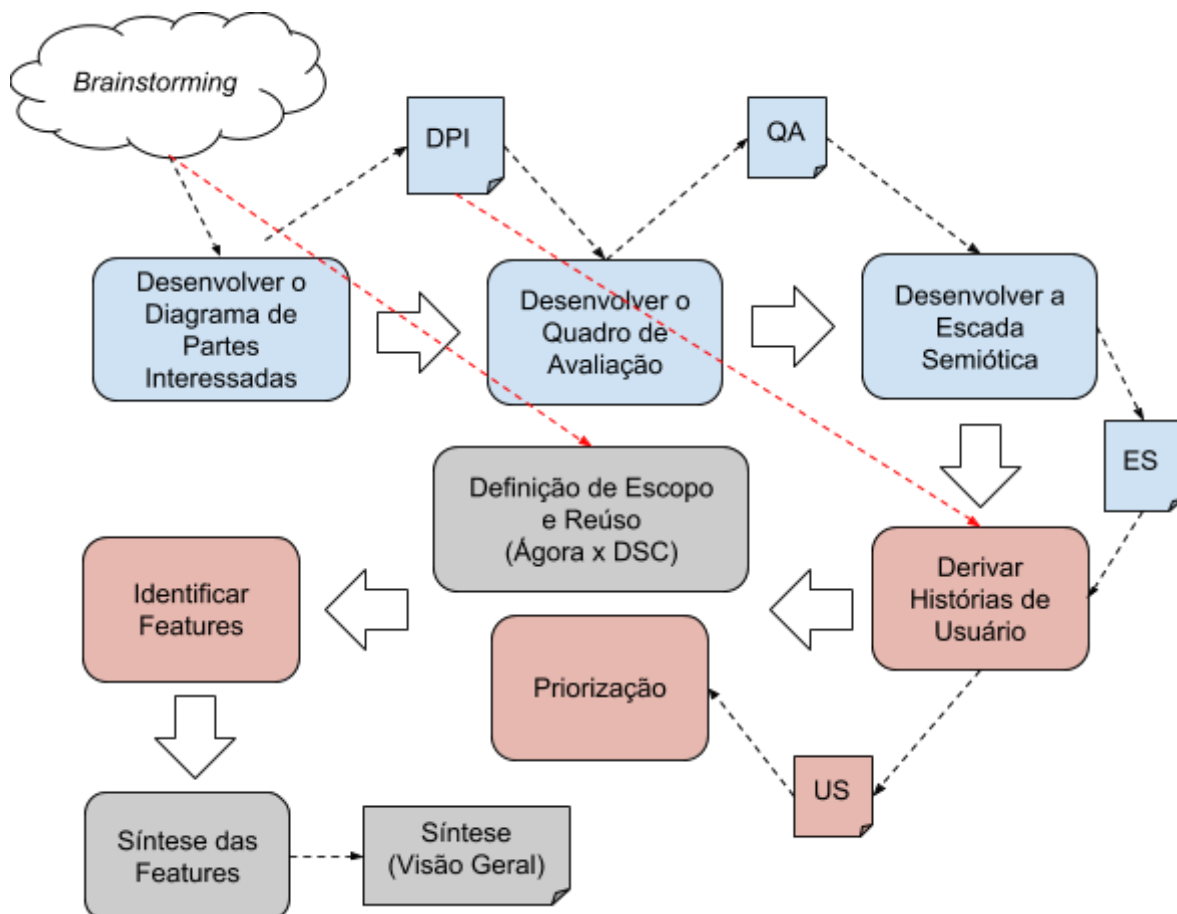 Brainstorming
DPI
QA
Desenvolver o
Diagrama de
Partes
Interessadas
Desenvolver o
Quadro de
Avaliação
Desenvolver a
Escada
Semiótica
ES
Definição de Escopo
e Reúso
(Ágora x DSC)
Derivar
Histórias de
Usuário
Identificar
Features
Priorização
US
Síntese das
Features
Síntese
(Visão Geral)